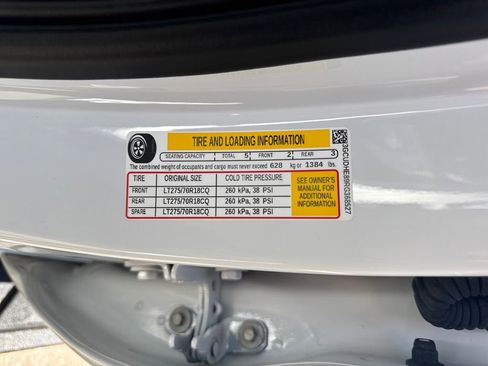 TIRE AND LOADING INFORMATION
SEATING CAPACITY TOTAL 5 FRONT 2 REAR 3
The combined weight of occupants and cargo must never exceed 628 kg or 1384 lbs.
TIRE ORIGINAL SIZE COLD TIRE PRESSURE
FRONT LT275/70R18CQ 260 kPa, 38 PSI
REAR LT275/70R18CQ 260 kPa, 38 PSI
SPARE LT275/70R18CQ 260 kPa, 38 PSI
SEE OWNER'S
MANUAL FOR
ADDITIONAL
INFORMATION
3GCUDHE89RG368527